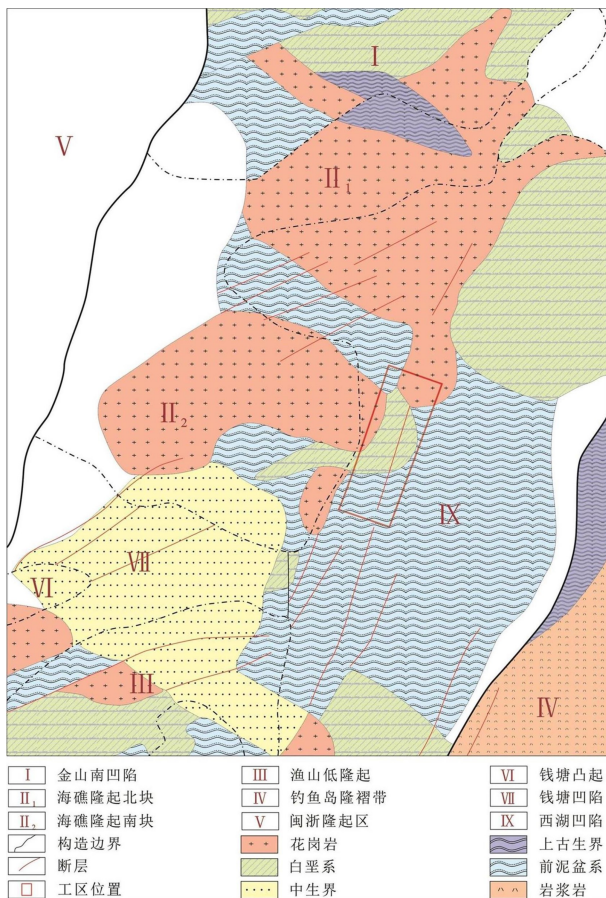 I
V
II₁
II₂
IX
VII
VI
III
IV
I 金山南凹陷 III 渔山低隆起 VI 钱塘凸起
II₁ 海礁隆起北块 IV 钓鱼岛隆褶带 VII 钱塘凹陷
II₂ 海礁隆起南块 V 闽浙隆起区 IX 西湖凹陷
构造边界 花岗岩 上古生界
断层 白垩系 前泥盆系
工区位置 中生界 岩浆岩